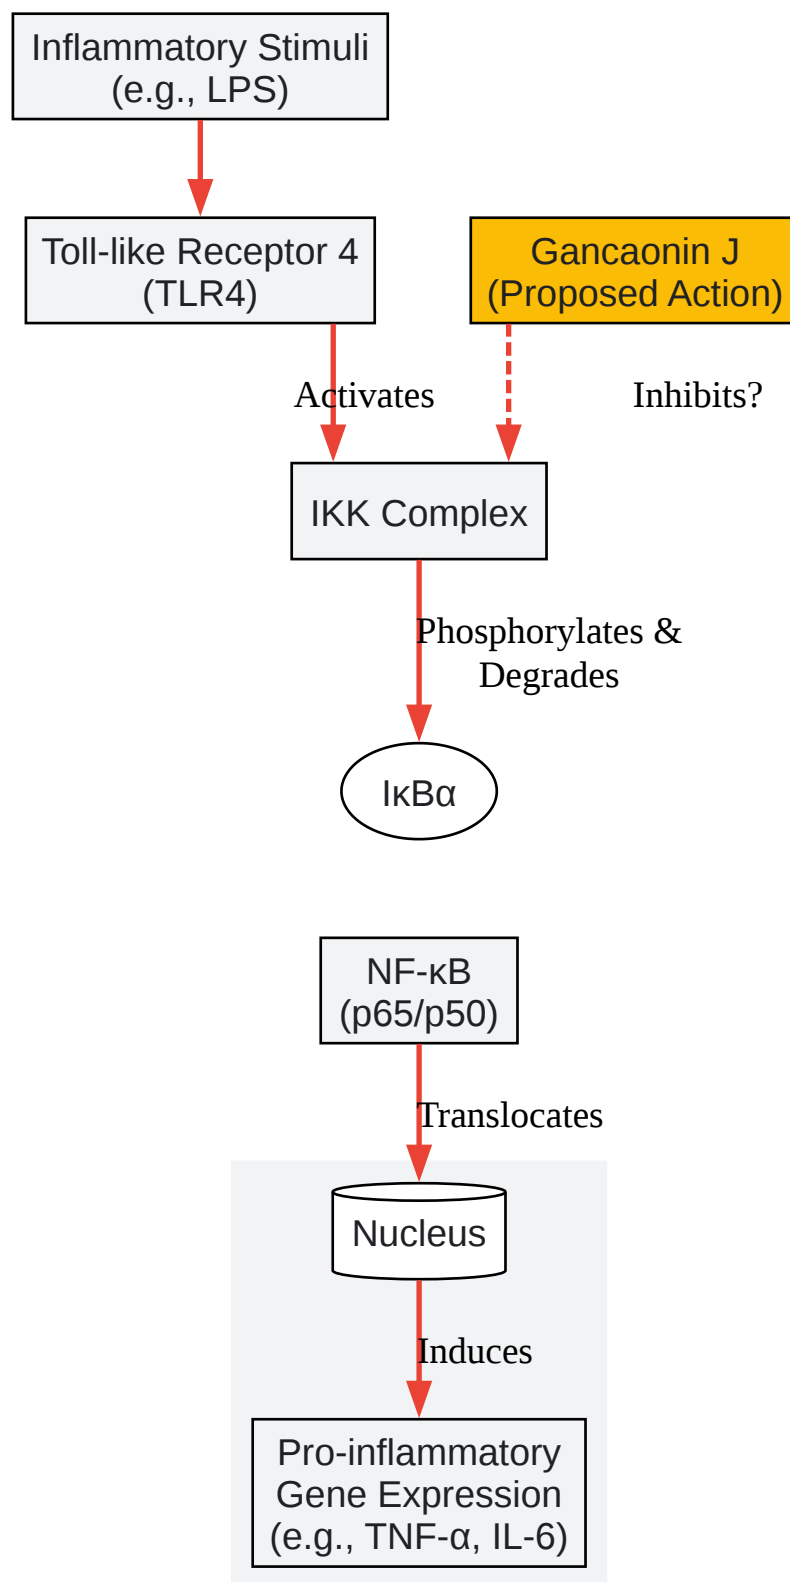 Inflammatory Stimuli
(e.g., LPS)
Toll-like Receptor 4
(TLR4)
Gancaonin J
(Proposed Action)
Activates
Inhibits?
IKK Complex
Phosphorylates &
Degrades
IκBα
NF-κB
(p65/p50)
Translocates
Nucleus
Induces
Pro-inflammatory
Gene Expression
(e.g., TNF-α, IL-6)